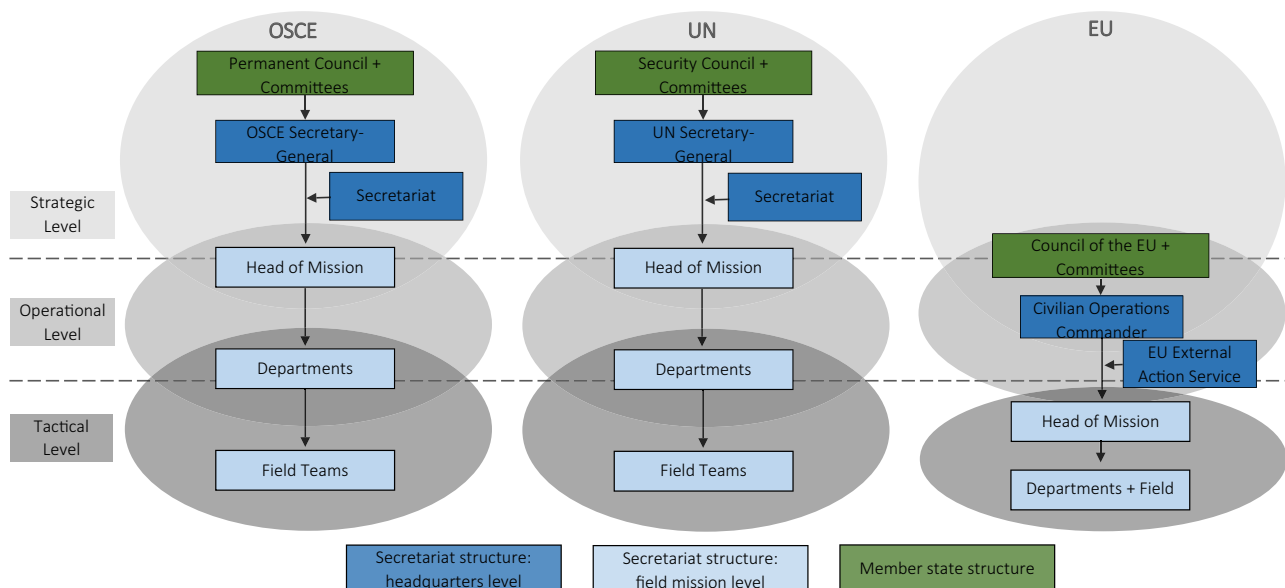 OSCE
UN
EU
Permanent Council +
Committees
Security Council +
Committees
OSCE Secretary-
General
UN Secretary-
General
Secretariat
Secretariat
Strategic
Level
Head of Mission
Head of Mission
Council of the EU +
Committees
Operational
Level
Civilian Operations
Commander
EU External
Action Service
Departments
Departments
Tactical
Level
Head of Mission
Field Teams
Field Teams
Departments + Field
Secretariat structure:
headquarters level
Secretariat structure:
field mission level
Member state structure